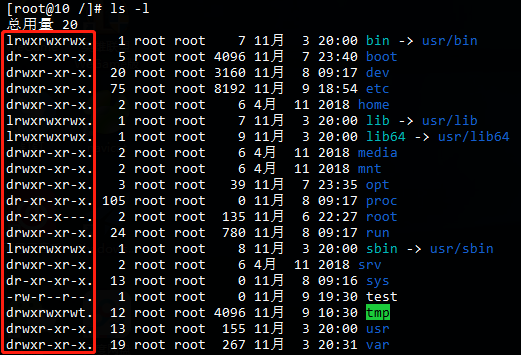 [root@10 /]# ls -l
总用量 20
lrwxrwxrwx.   1 root root    7 11月  3 20:00 bin -> usr/bin
dr-xr-xr-x.   5 root root 4096 11月  7 23:40 boot
drwxr-xr-x.  20 root root 3160 11月  8 09:17 dev
drwxr-xr-x.  75 root root 8192 11月  9 18:54 etc
drwxr-xr-x.   2 root root    6 4月  11 2018 home
lrwxrwxrwx.   1 root root    7 11月  3 20:00 lib -> usr/lib
lrwxrwxrwx.   1 root root    9 11月  3 20:00 lib64 -> usr/lib64
drwxr-xr-x.   2 root root    6 4月  11 2018 media
drwxr-xr-x.   2 root root    6 4月  11 2018 mnt
drwxr-xr-x.   3 root root   39 11月  7 23:35 opt
dr-xr-xr-x. 105 root root    0 11月  8 09:17 proc
dr-xr-x---.   2 root root  135 11月  6 22:27 root
drwxr-xr-x.  24 root root  780 11月  8 09:17 run
lrwxrwxrwx.   1 root root    8 11月  3 20:00 sbin -> usr/sbin
drwxr-xr-x.   2 root root    6 4月  11 2018 srv
dr-xr-xr-x.  13 root root    0 11月  8 09:16 sys
-rw-r--r--.   1 root root    0 11月  9 19:30 test
drwxrwxrwt.  12 root root 4096 11月  9 10:30 tmp
drwxr-xr-x.  13 root root  155 11月  3 20:00 usr
drwxr-xr-x.  19 root root  267 11月  3 20:31 var